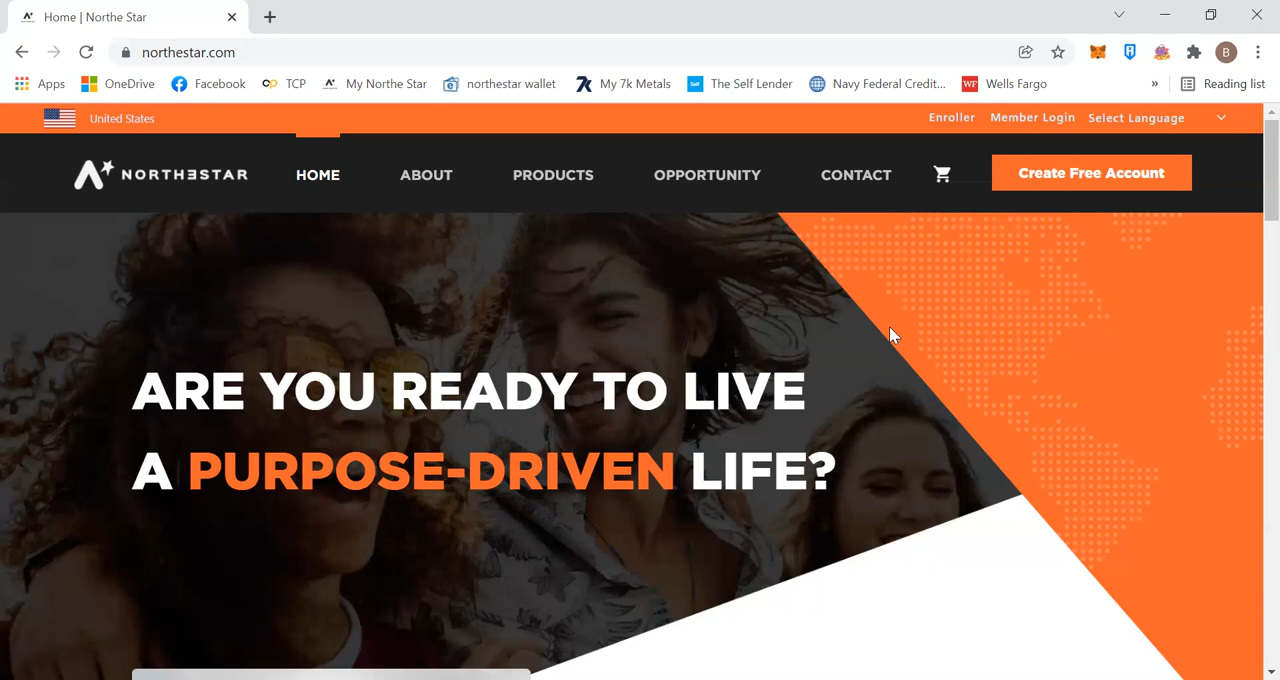 Home | Northe Star
northestar.com
B
Apps OneDrive Facebook TCP My Northe Star northestar wallet My 7k Metals The Self Lender Navy Federal Credit... Wells Fargo » Reading list
United States Enroller Member Login Select Language
NORTHESTAR HOME ABOUT PRODUCTS OPPORTUNITY CONTACT Create Free Account
ARE YOU READY TO LIVE
A PURPOSE-DRIVEN LIFE?